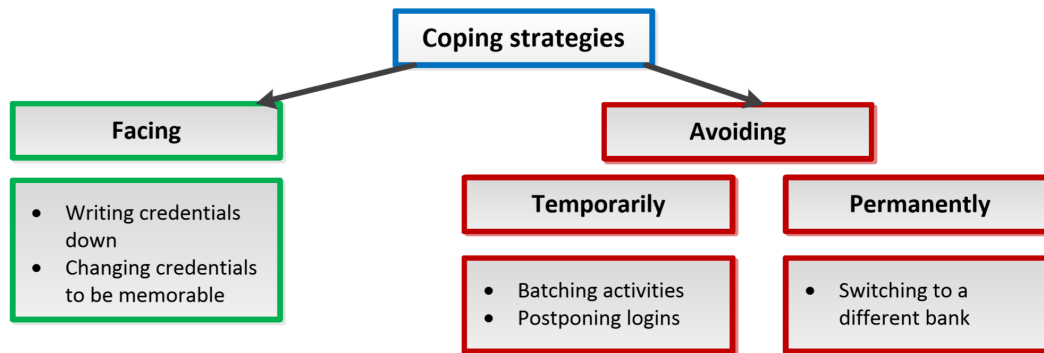 Coping strategies
Facing
Avoiding
• Writing credentials
down
• Changing credentials
to be memorable
Temporarily
Permanently
• Batching activities
• Postponing logins
• Switching to a
different bank